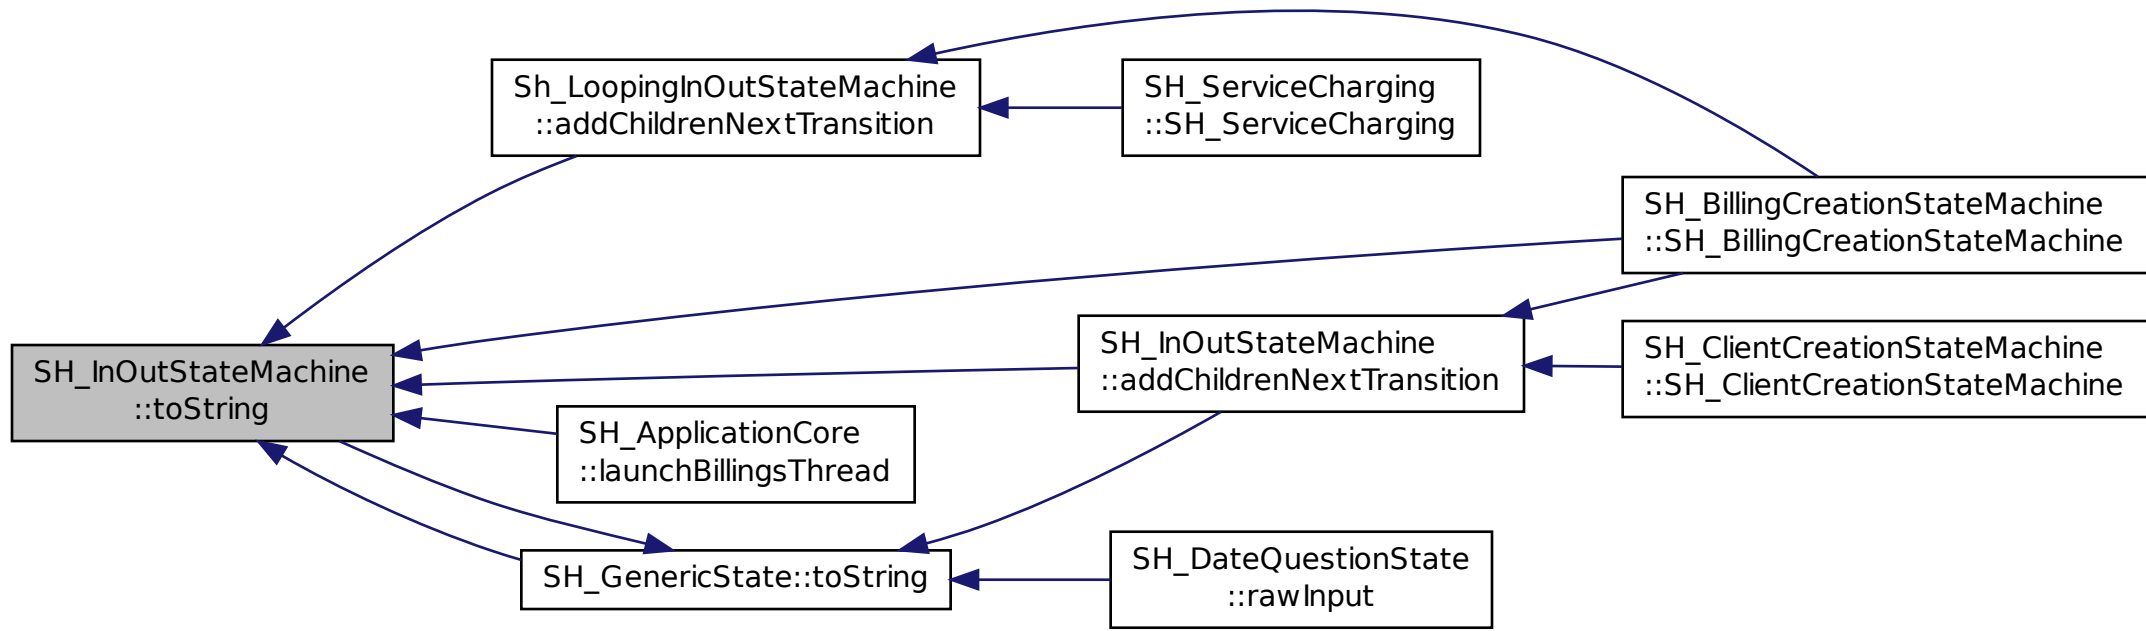 Sh_LoopingInOutStateMachine
::addChildrenNextTransition
SH_ServiceCharging
::SH_ServiceCharging
SH_BillingCreationStateMachine
::SH_BillingCreationStateMachine
SH_InOutStateMachine
::addChildrenNextTransition
SH_ClientCreationStateMachine
::SH_ClientCreationStateMachine
SH_InOutStateMachine
::toString
SH_ApplicationCore
::launchBillingsThread
SH_GenericState::toString
SH_DateQuestionState
::rawInput